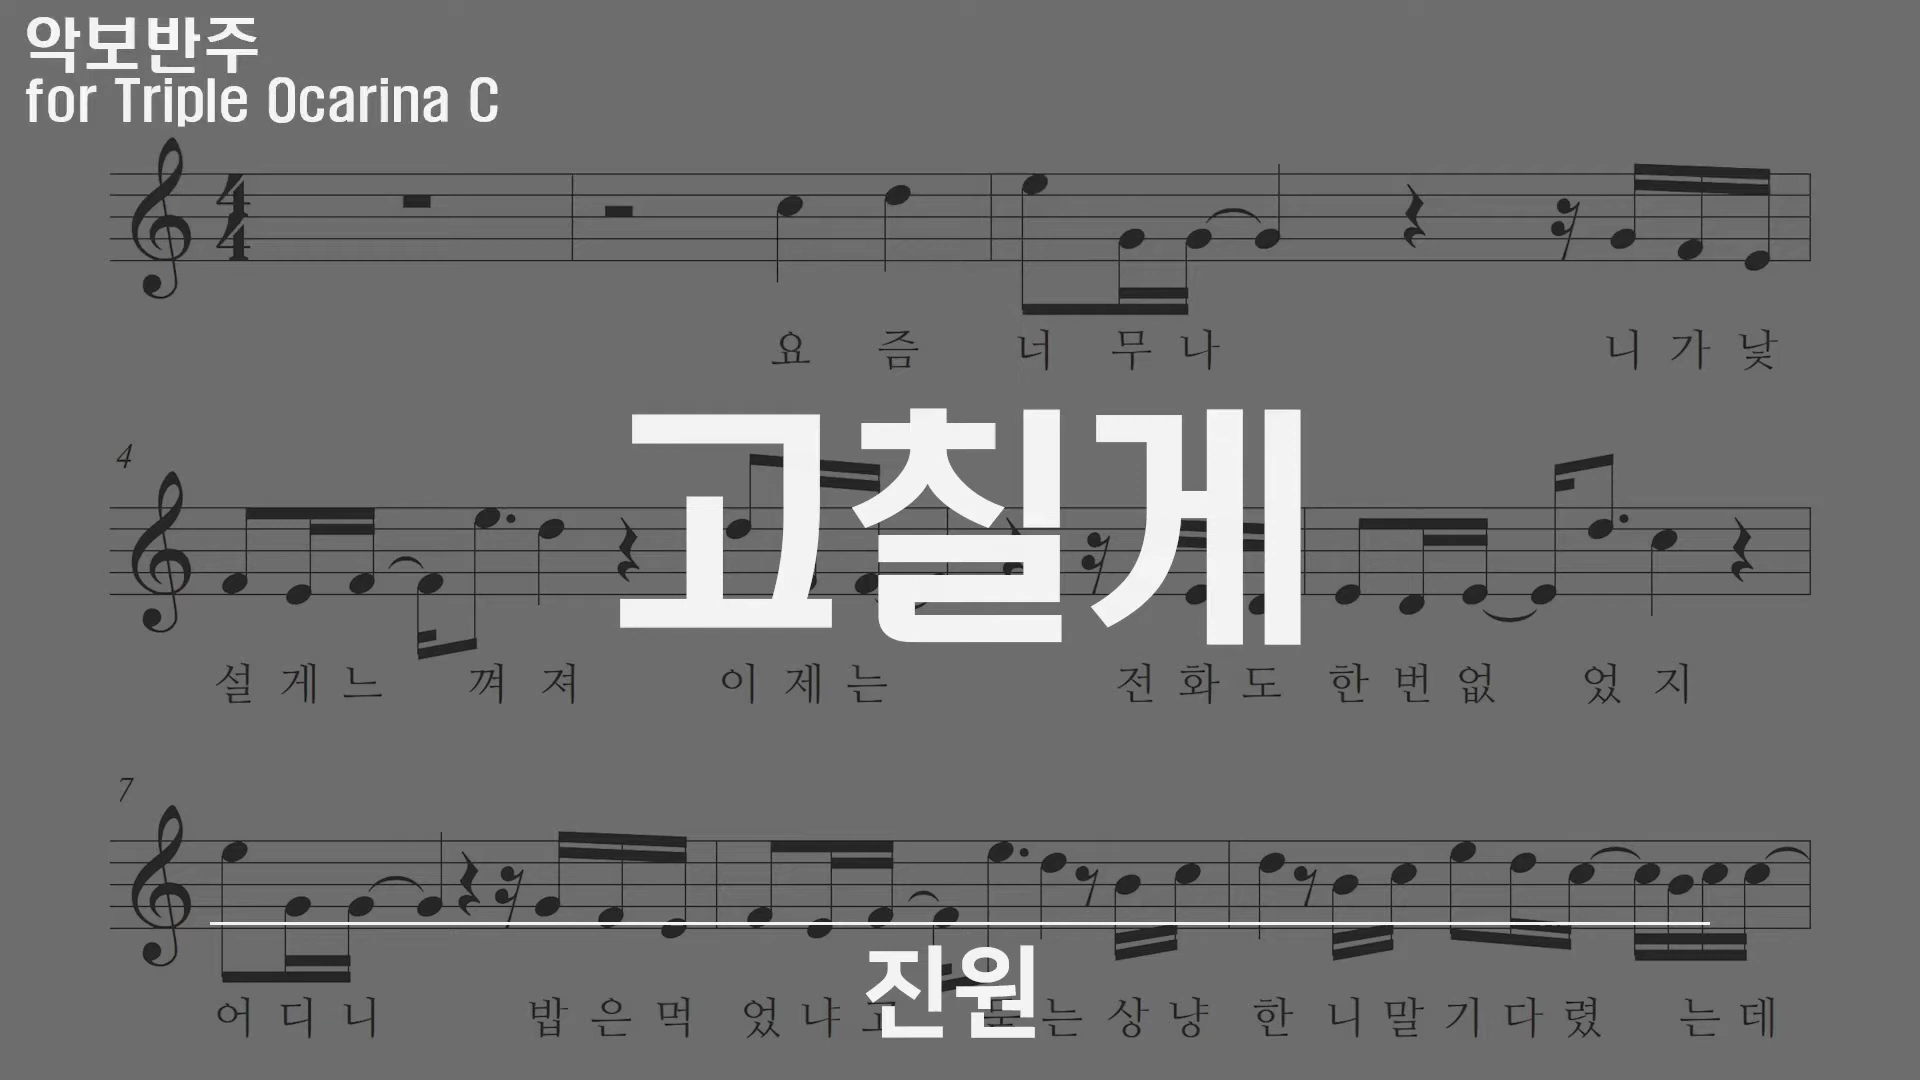 악보반주
for Triple Ocarina C
요 즘 너 무 나 니 가 낯
고칠게
4
설 게 느 껴 져 이 제 는 전 화 도 한 번 없 었 지
7
어 디 니 밥 은 먹 었 냐 고 는 상 냥 한 니 말 기 다 렸 는 데
진원